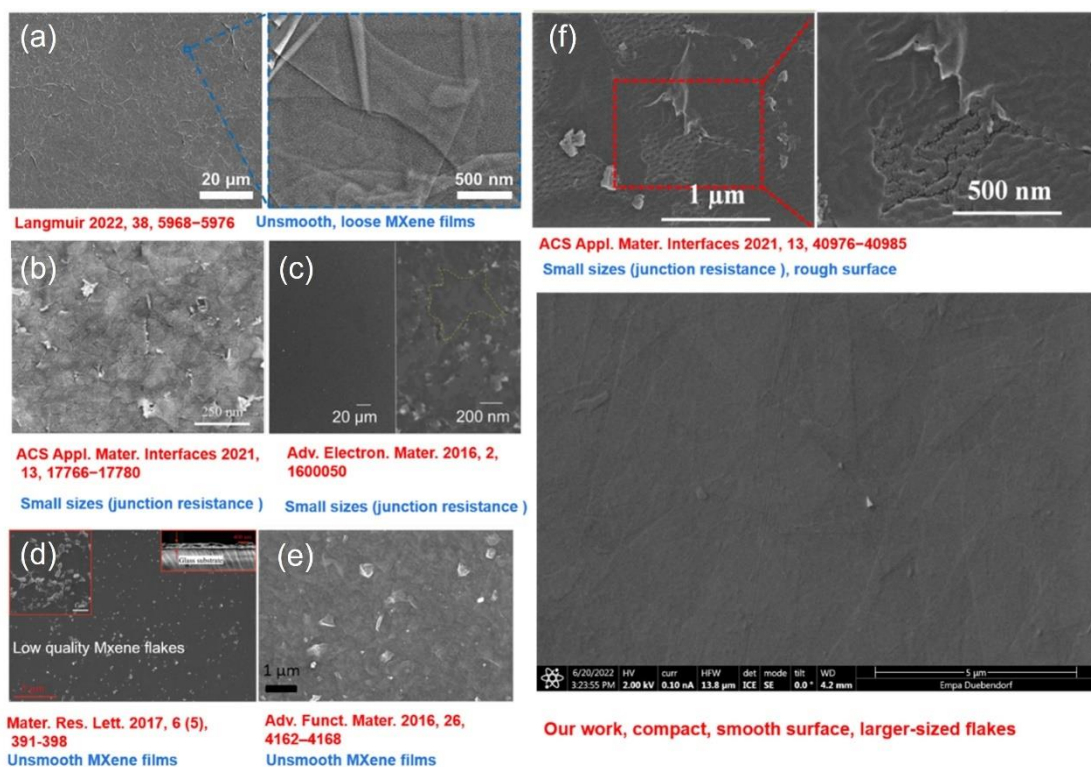 (a)
20 μm
500 nm
Langmuir 2022, 38, 5968−5976
Unsmooth, loose MXene films
(b)
250 nm
(c)
20 μm
200 nm
ACS Appl. Mater. Interfaces 2021,
13, 17766−17780
Small sizes (junction resistance )
Adv. Electron. Mater. 2016, 2,
1600050
Small sizes (junction resistance )
(d)
Glass substrate
Low quality Mxene flakes
(e)
1 μm
Mater. Res. Lett. 2017, 6 (5),
391-398
Unsmooth MXene films
Adv. Funct. Mater. 2016, 26,
4162–4168
Unsmooth MXene films
(f)
1 μm
500 nm
ACS Appl. Mater. Interfaces 2021, 13, 40976−40985
Small sizes (junction resistance ), rough surface
6/20/2022 HV curr HFW det mode tilt WD 5 μm
3:23:55 PM 2.00 kV 0.10 nA 13.8 μm ICE SE 0.0 ° 4.2 mm Empa Duebendorf
Our work, compact, smooth surface, larger-sized flakes